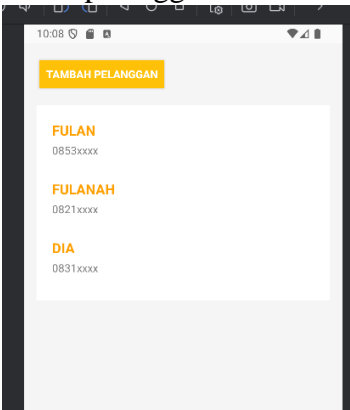 10:08
TAMBAH PELANGGAN
FULAN
0853xxxx
FULANAH
0821xxxx
DIA
0831xxxx